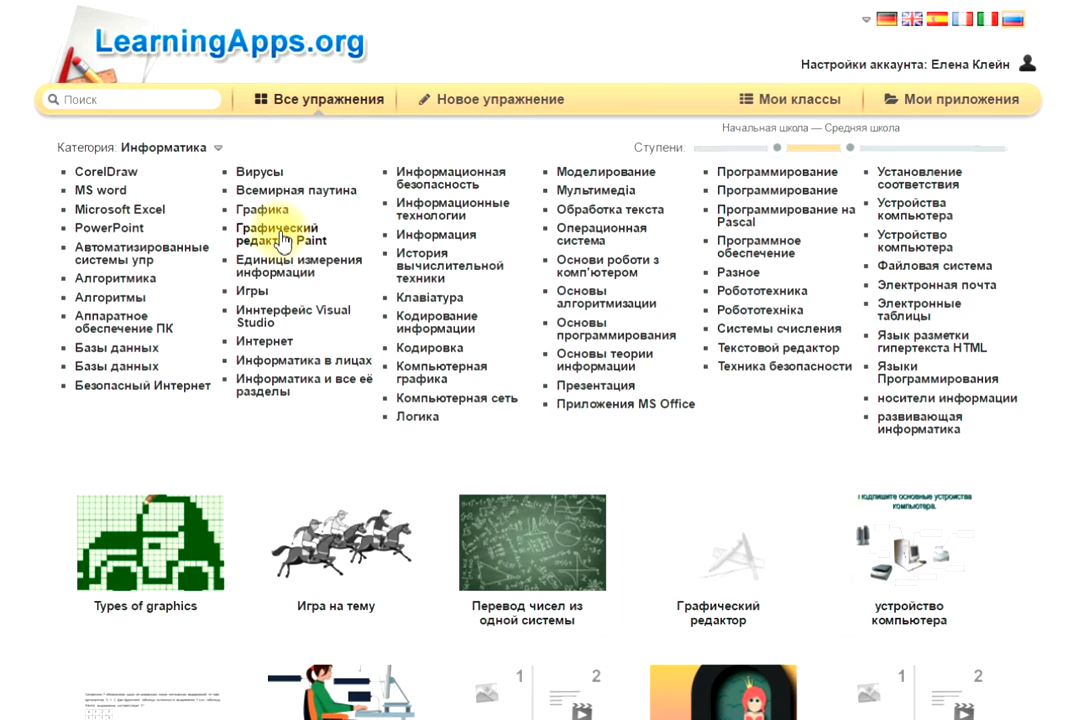 LearningApps.org
Настройки аккаунта: Елена Клейн
Поиск
Все упражнения
Новое упражнение
Мои классы
Мои приложения
Начальная школа — Средняя школа
Категория: Информатика
Ступени:
CorelDraw
MS word
Microsoft Excel
PowerPoint
Автоматизированные
системы упр
Алгоритмика
Алгоритмы
Аппаратное
обеспечение ПК
Базы данных
Базы данных
Безопасный Интернет
Вирусы
Всемирная паутина
Графика
Графический
редактор Paint
Единицы измерения
информации
Игры
Иннтерфейс Visual
Studio
Интернет
Информатика в лицах
Информатика и все её
разделы
Информационная
безопасность
Информационные
технологии
Информация
История
вычислительной
техники
Клавіатура
Кодирование
информации
Кодировка
Компьютерная
графика
Компьютерная сеть
Логика
Моделирование
Мультимедіа
Обработка текста
Операционная
система
Основи роботи з
комп'ютером
Основы
алгоритмизации
Основы
программирования
Основы теории
информации
Презентация
Приложения MS Office
Программирование
Программирование
Программирование на
Pascal
Программное
обеспечение
Разное
Робототехника
Робототехніка
Системы счисления
Текстовой редактор
Техника безопасности
Установление
соответствия
Устройства
компьютера
Устройство
компьютера
Файловая система
Электронная почта
Электронные
таблицы
Язык разметки
гипертекста HTML
Языки
Программирования
носители информации
развивающая
информатика
Подпишите основные устройства
компьютера.
Types of graphics
Игра на тему
Перевод чисел из
одной системы
Графический
редактор
устройство
компьютера
1
2
1
2